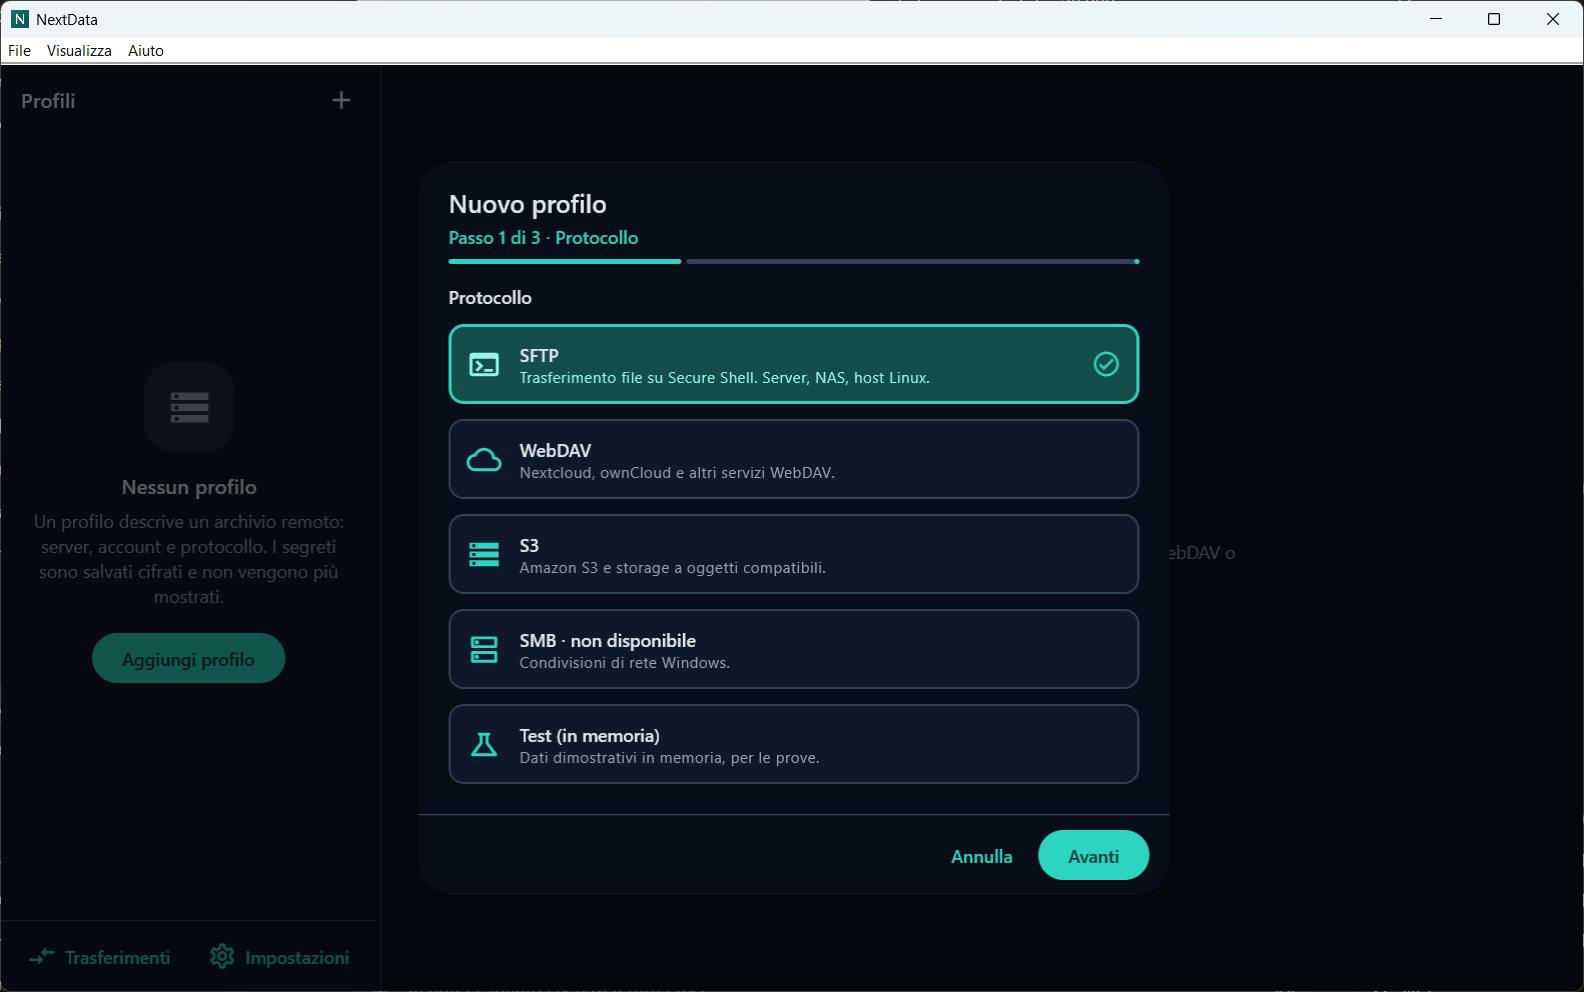 NextData
File Visualizza Aiuto
Profili
Nessun profilo
Un profilo descrive un archivio remoto:
server, account e protocollo. I segreti
sono salvati cifrati e non vengono più
mostrati.
Aggiungi profilo
Trasferimenti Impostazioni
Nuovo profilo
Passo 1 di 3 · Protocollo
Protocollo
SFTP
Trasferimento file su Secure Shell. Server, NAS, host Linux.
WebDAV
Nextcloud, ownCloud e altri servizi WebDAV.
S3
Amazon S3 e storage a oggetti compatibili.
SMB · non disponibile
Condivisioni di rete Windows.
Test (in memoria)
Dati dimostrativi in memoria, per le prove.
Annulla Avanti
ebDAV o